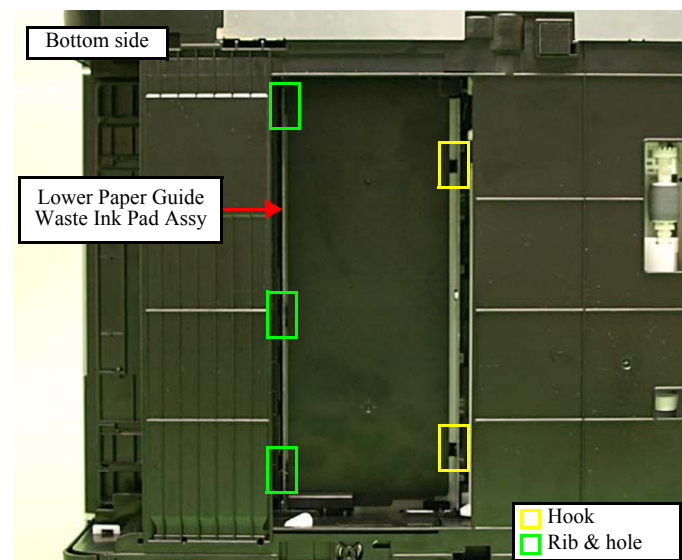 Bottom side
Lower Paper Guide
Waste Ink Pad Assy
Hook
Rib & hole